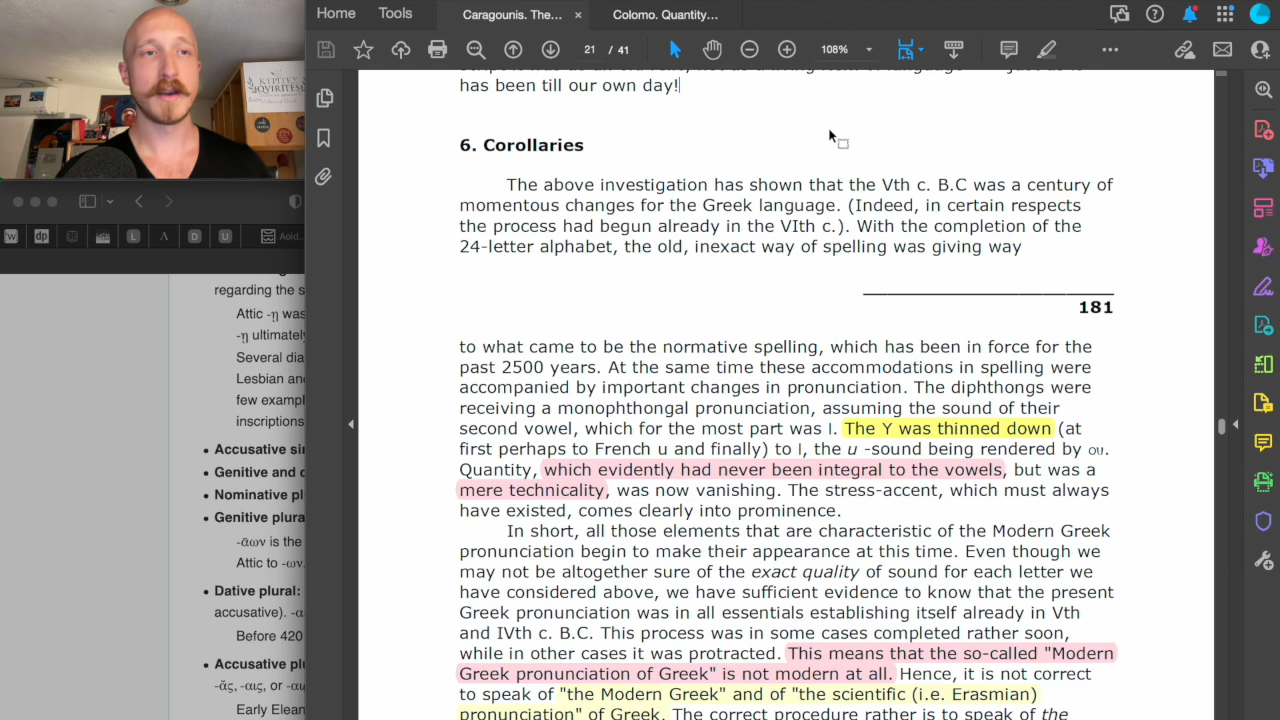 Home
Tools
Caragounis. The... ×
Colomo. Quantity...
21 / 41
108%
has been till our own day!
6. Corollaries
The above investigation has shown that the Vth c. B.C was a century of
momentous changes for the Greek language. (Indeed, in certain respects
the process had begun already in the VIth c.). With the completion of the
24-letter alphabet, the old, inexact way of spelling was giving way
181
to what came to be the normative spelling, which has been in force for the
past 2500 years. At the same time these accommodations in spelling were
accompanied by important changes in pronunciation. The diphthongs were
receiving a monophthongal pronunciation, assuming the sound of their
second vowel, which for the most part was I. The Y was thinned down (at
first perhaps to French u and finally) to I, the u -sound being rendered by ου.
Quantity, which evidently had never been integral to the vowels, but was a
mere technicality, was now vanishing. The stress-accent, which must always
have existed, comes clearly into prominence.
In short, all those elements that are characteristic of the Modern Greek
pronunciation begin to make their appearance at this time. Even though we
may not be altogether sure of the exact quality of sound for each letter we
have considered above, we have sufficient evidence to know that the present
Greek pronunciation was in all essentials establishing itself already in Vth
and IVth c. B.C. This process was in some cases completed rather soon,
while in other cases it was protracted. This means that the so-called "Modern
Greek pronunciation of Greek" is not modern at all. Hence, it is not correct
to speak of "the Modern Greek" and of "the scientific (i.e. Erasmian)
pronunciation" of Greek. The correct procedure rather is to speak of the
W
dp
L
Λ
D
U
Aoid...
regarding the s
Attic -ῃ was
-ῃ ultimately
Several dia
Lesbian and
few exampl
inscriptions
• Accusative sin
• Genitive and d
• Nominative pl
• Genitive plura
-ᾱων is the
Attic to -ων.
• Dative plural:
accusative). -α
Before 420
• Accusative plu
-ᾰς, -αις, or -αι
Early Elean